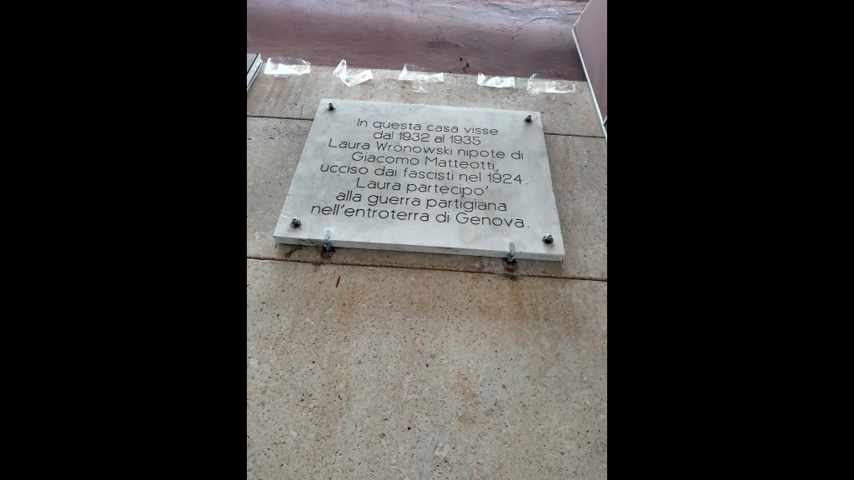 In questa casa visse
dal 1932 al 1935
Laura Wronowski nipote di
Giacomo Matteotti,
ucciso dai fascisti nel 1924.
Laura partecipo'
alla guerra partigiana
nell'entroterra di Genova.